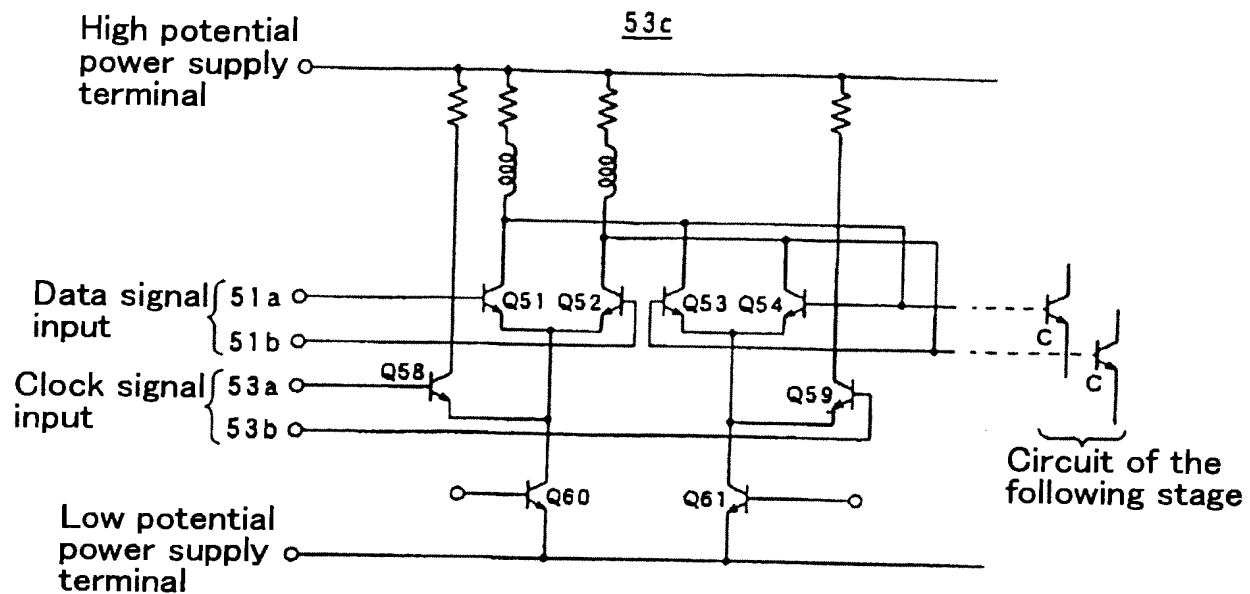 53c
High potential
power supply
terminal
Data signal
input
51a
51b
Q51
Q52
Q53
Q54
C
C
Clock signal
input
53a
53b
Q58
Q59
Circuit of the
following stage
Q60
Q61
Low potential
power supply
terminal